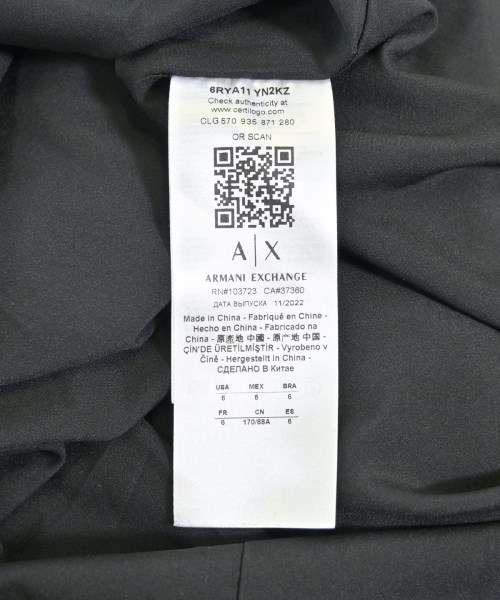 6RYA11 YN2KZ
Check authenticity at
www.certilogo.com
CLG 570 935 871 280
OR SCAN
A|X
ARMANI EXCHANGE
RN#103723 CA#37360
ДАТА ВЫПУСКА 11/2022
Made in China - Fabriqué en Chine -
Hecho en China - Fabricado na
China - 原產地 中國 - 原产地 中国 -
ÇİN'DE ÜRETİLMİŞTİR - Vyrobeno v
Číně - Hergestellt in China -
СДЕЛАНО В Китае
USA MEX BRA
6 6 6
FR CN ES
6 170/88A 6